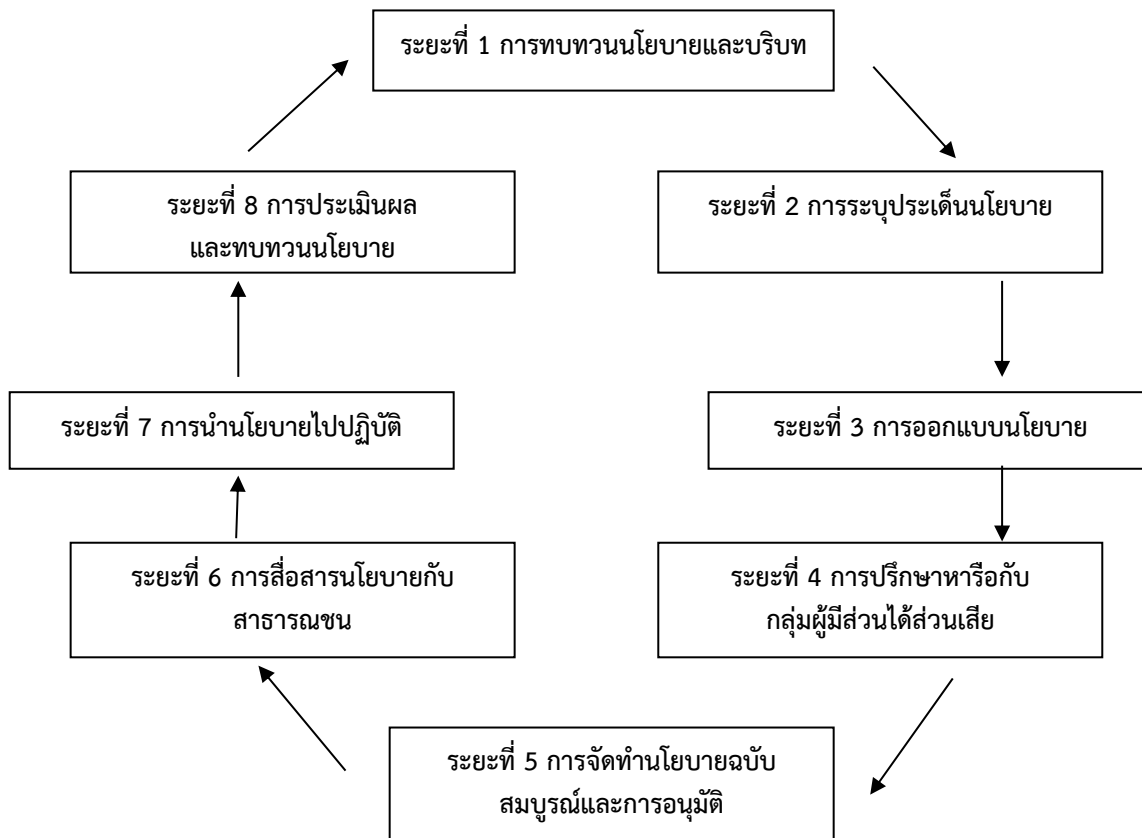 ระยะที่ 1 การทบทวนนโยบายและบริบท
ระยะที่ 2 การระบุประเด็นนโยบาย
ระยะที่ 3 การออกแบบนโยบาย
ระยะที่ 4 การปรึกษาหารือกับ
กลุ่มผู้มีส่วนได้ส่วนเสีย
ระยะที่ 5 การจัดทำนโยบายฉบับ
สมบูรณ์และการอนุมัติ
ระยะที่ 6 การสื่อสารนโยบายกับ
สาธารณชน
ระยะที่ 7 การนำนโยบายไปปฏิบัติ
ระยะที่ 8 การประเมินผล
และทบทวนนโยบาย